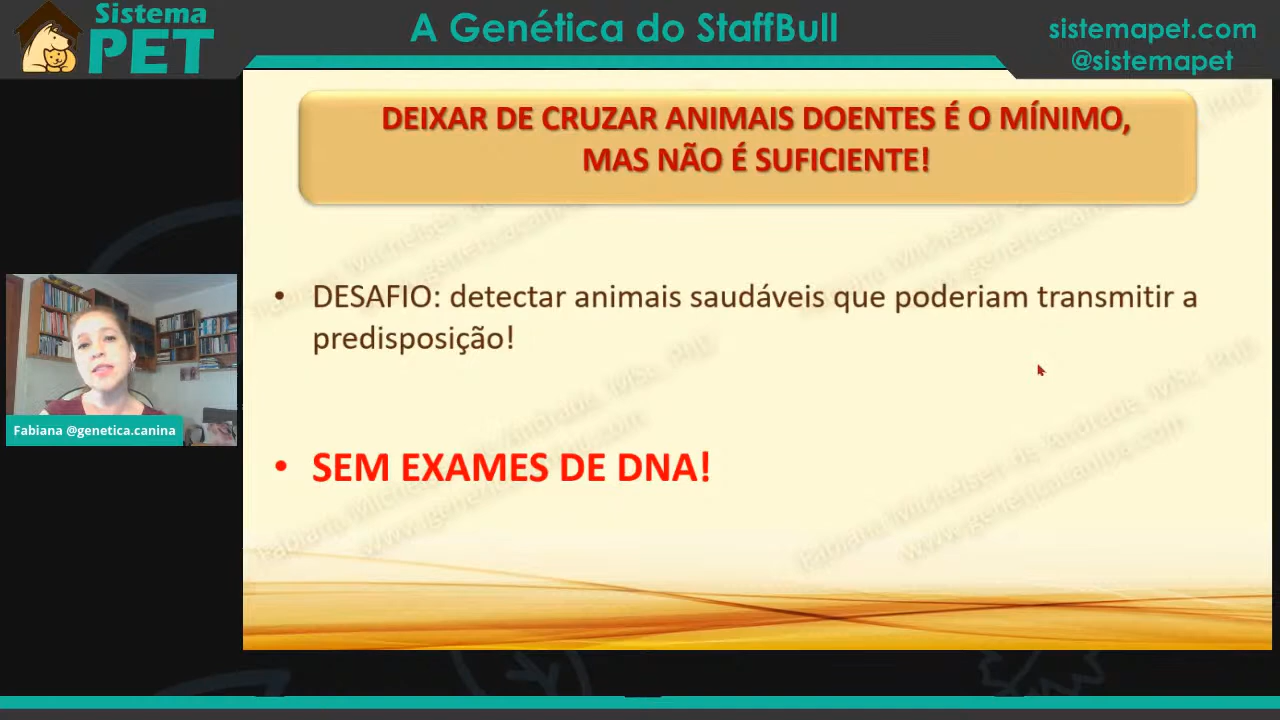 Sistema
PET
A Genética do StaffBull
sistemapet.com
@sistemapet
DEIXAR DE CRUZAR ANIMAIS DOENTES É O MÍNIMO,
MAS NÃO É SUFICIENTE!
• DESAFIO: detectar animais saudáveis que poderiam transmitir a
predisposição!
• SEM EXAMES DE DNA!
Fabiana @genetica.canina